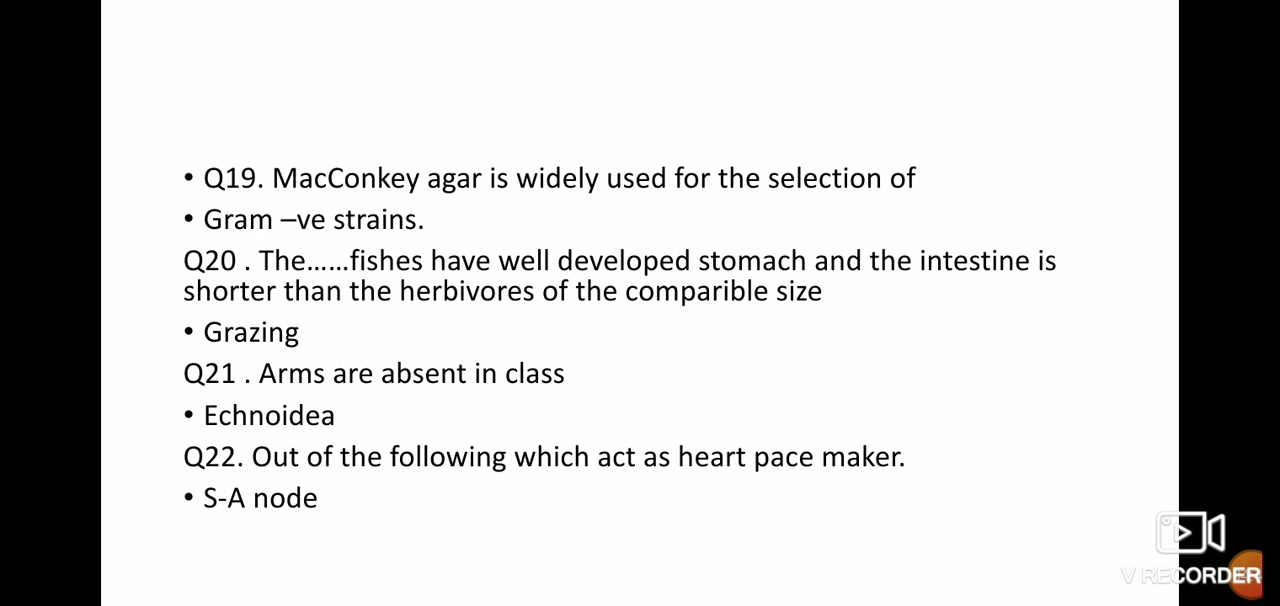 • Q19. MacConkey agar is widely used for the selection of
• Gram –ve strains.
Q20 . The......fishes have well developed stomach and the intestine is
shorter than the herbivores of the comparible size
• Grazing
Q21 . Arms are absent in class
• Echnoidea
Q22. Out of the following which act as heart pace maker.
• S-A node
V RECORDER